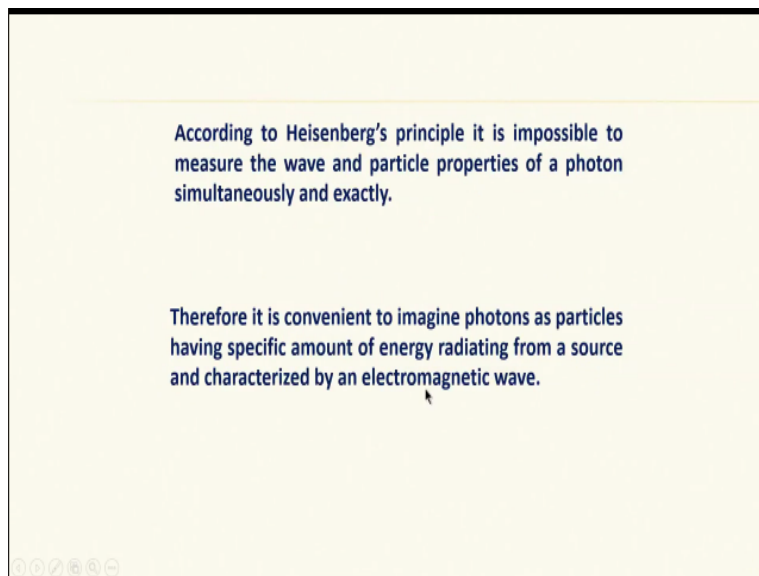 According to Heisenberg's principle it is impossible to
measure the wave and particle properties of a photon
simultaneously and exactly.
Therefore it is convenient to imagine photons as particles
having specific amount of energy radiating from a source
and characterized by an electromagnetic wave.